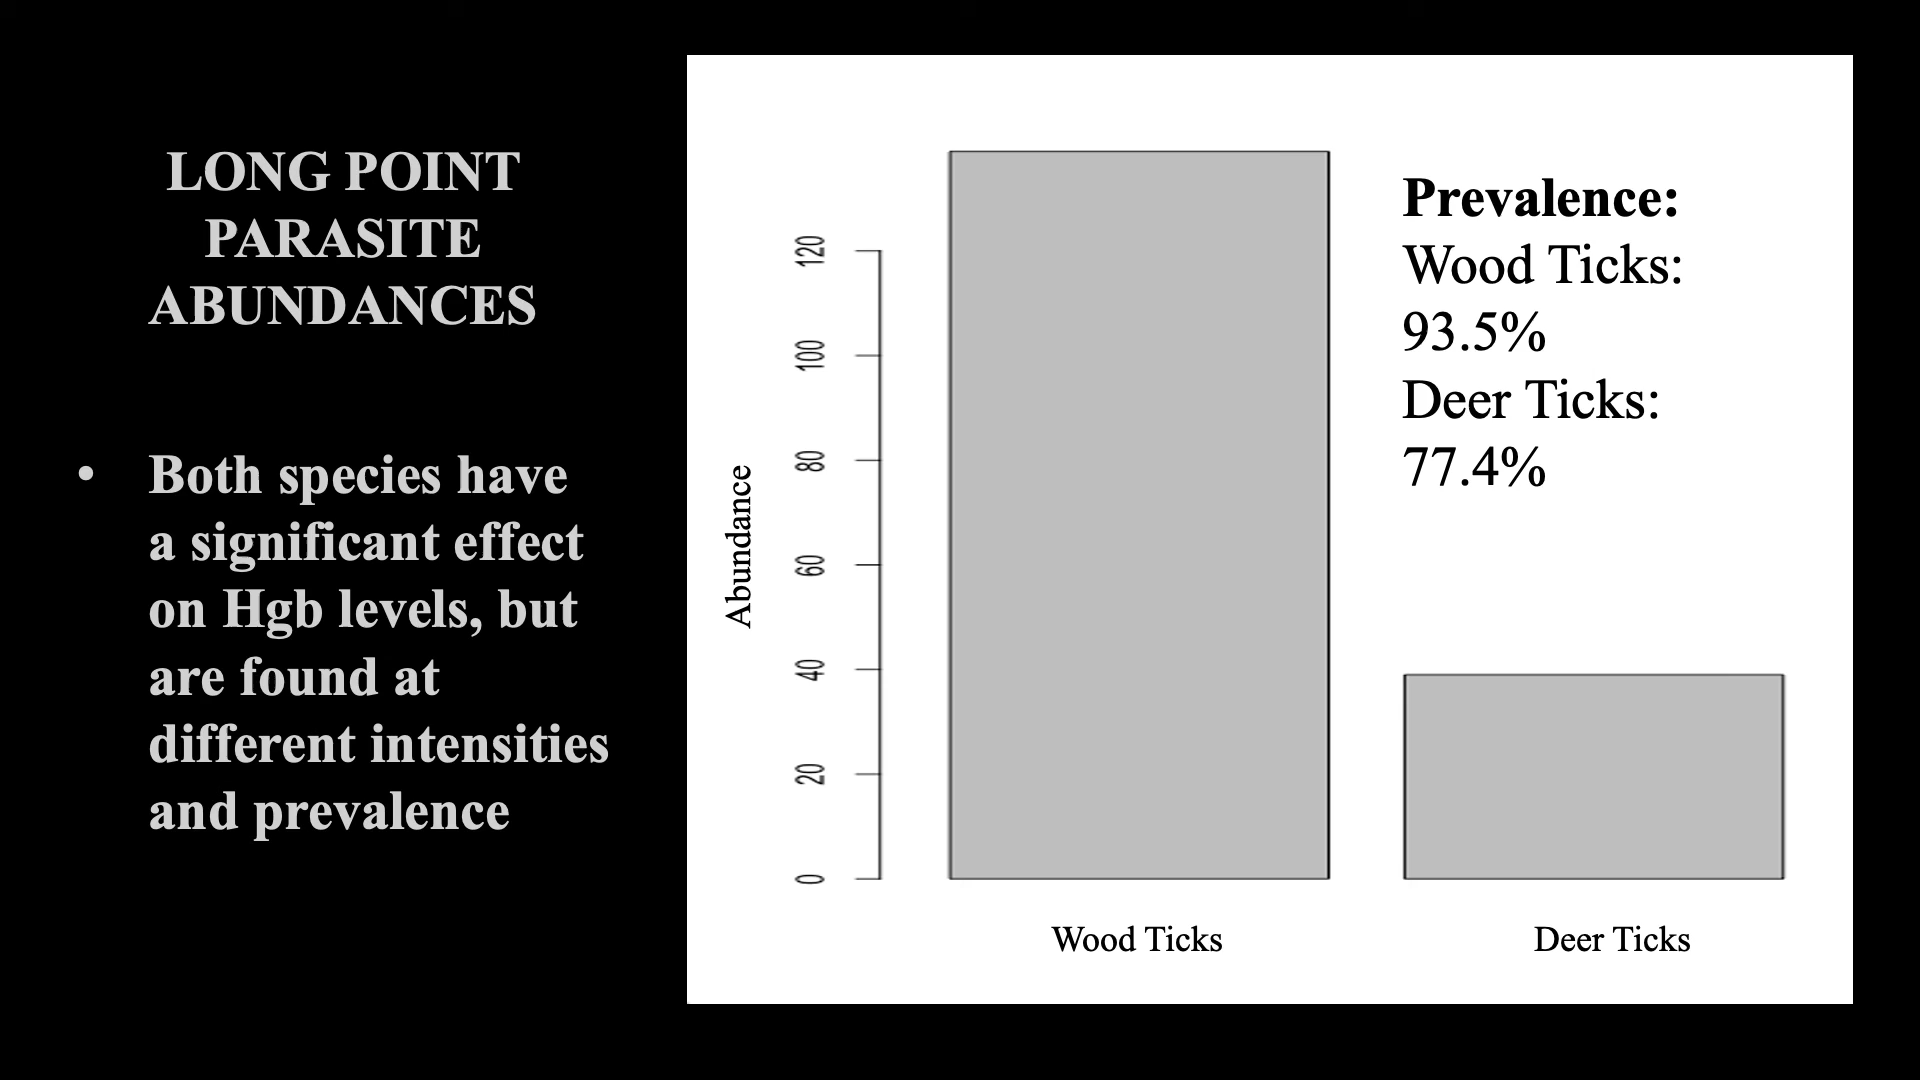 LONG POINT
PARASITE
ABUNDANCES
• Both species have
a significant effect
on Hgb levels, but
are found at
different intensities
and prevalence
Prevalence:
Wood Ticks:
93.5%
Deer Ticks:
77.4%
Abundance
120
100
80
60
40
20
0
Wood Ticks
Deer Ticks